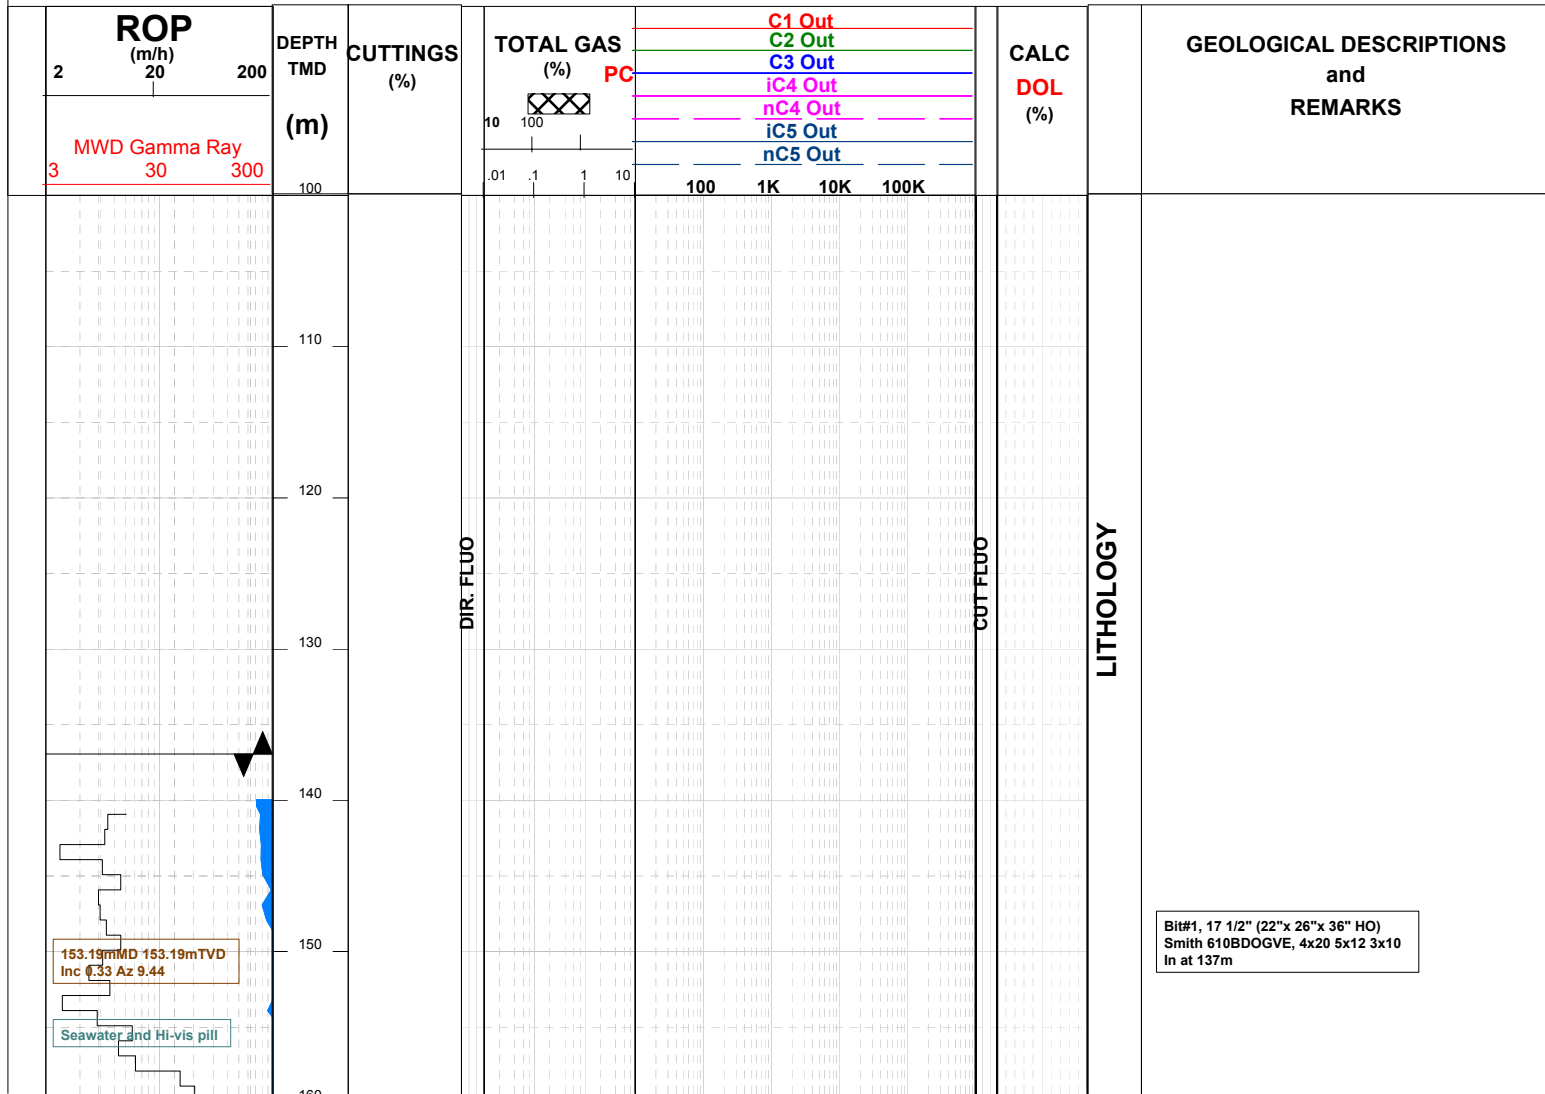 ROP
(m/h)
2 20 200
MWD Gamma Ray
3 30 300
DEPTH
TMD
(m)
100
CUTTINGS
(%)
TOTAL GAS
(%) PC
10 100
.01 .1 1 10
C1 Out
C2 Out
C3 Out
iC4 Out
nC4 Out
iC5 Out
nC5 Out
100 1K 10K 100K
CALC
DOL
(%)
GEOLOGICAL DESCRIPTIONS
and
REMARKS
110
120
DIR. FLUO
CUT FLUO
LITHOLOGY
130
140
150
153.19mMD 153.19mTVD
Inc 0.33 Az 9.44
Seawater and Hi-vis pill
Bit#1, 17 1/2" (22"x 26"x 36" HO)
Smith 610BDOGVE, 4x20 5x12 3x10
In at 137m
160